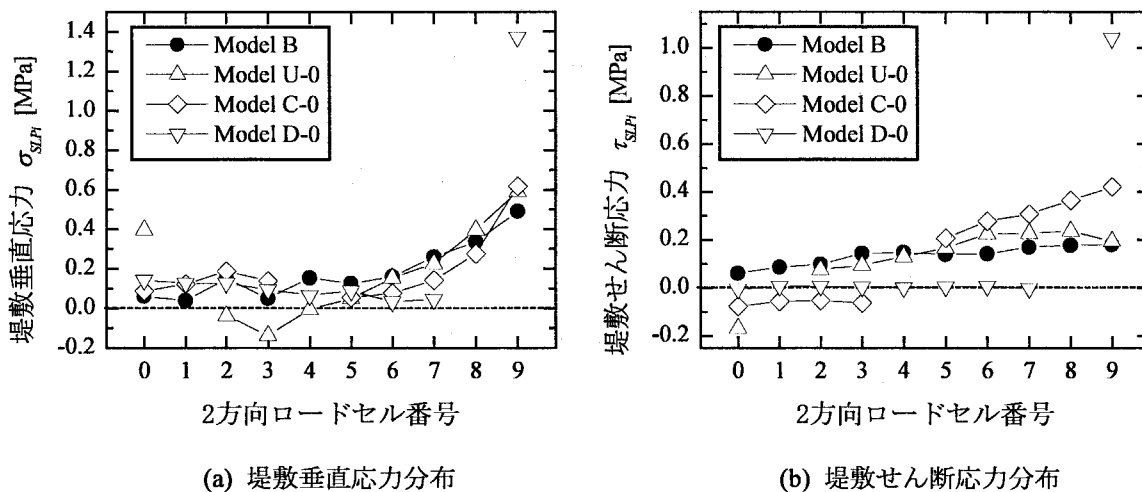 堤敷垂直応力 σSLPi [MPa]
1.4
1.2
1.0
0.8
0.6
0.4
0.2
0.0
-0.2
Model B
Model U-0
Model C-0
Model D-0
0 1 2 3 4 5 6 7 8 9
2方向ロードセル番号
(a) 堤敷垂直応力分布
堤敷せん断応力 τSLPi [MPa]
1.0
0.8
0.6
0.4
0.2
0.0
-0.2
Model B
Model U-0
Model C-0
Model D-0
0 1 2 3 4 5 6 7 8 9
2方向ロードセル番号
(b) 堤敷せん断応力分布